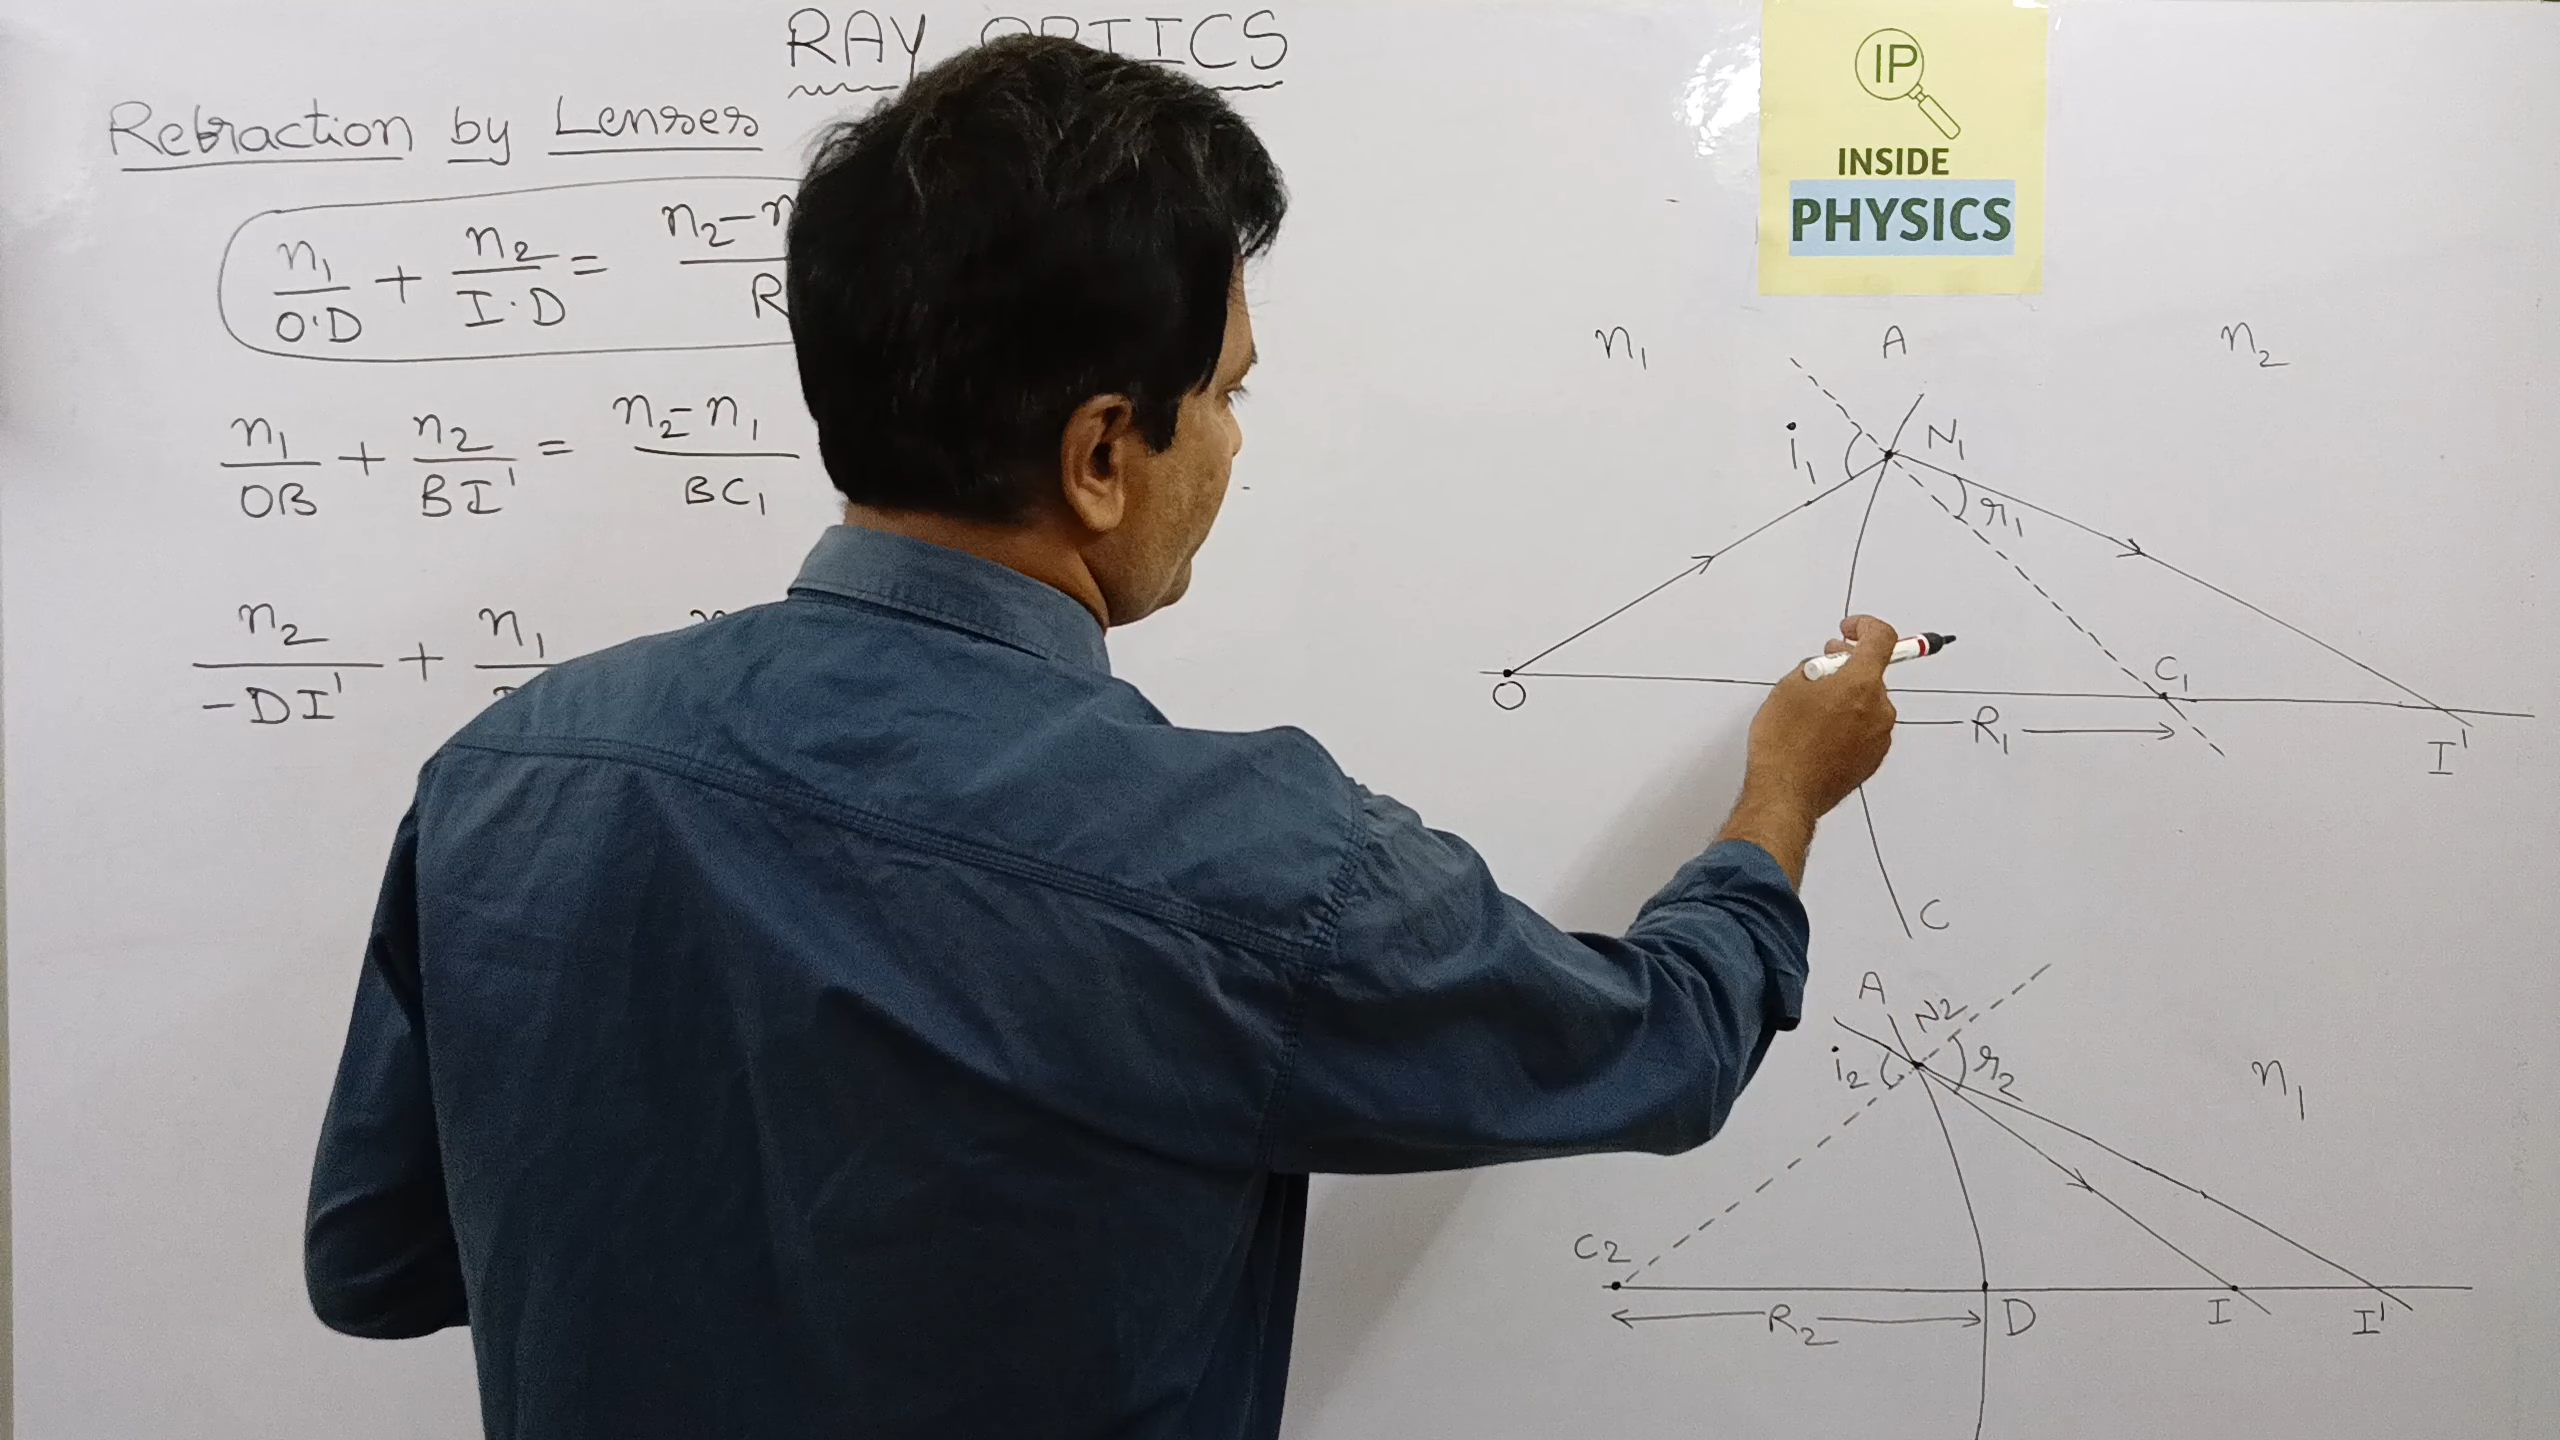 RAY OPTICS
Refraction by Lenses
n₁/O·D + n₂/I·D = n₂-n/R
n₁/OB + n₂/BI' = n₂-n₁/BC₁
n₂/-DI' + n₁
IP
INSIDE
PHYSICS
n₁ A n₂
i₁ N₁
r₁
O C₁
R₁ I'
C
A N₂
i₂ r₂ n₁
C₂
R₂ D I I'